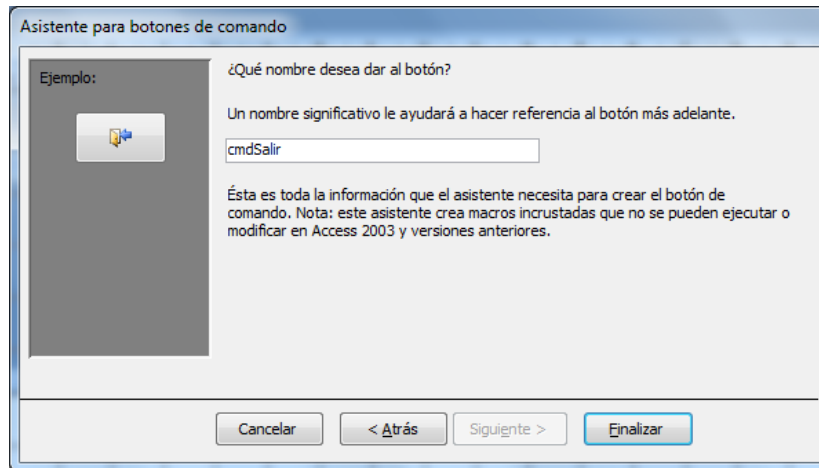 Asistente para botones de comando
Ejemplo:
¿Qué nombre desea dar al botón?
Un nombre significativo le ayudará a hacer referencia al botón más adelante.
cmdSalir
Ésta es toda la información que el asistente necesita para crear el botón de
comando. Nota: este asistente crea macros incrustadas que no se pueden ejecutar o
modificar en Access 2003 y versiones anteriores.
Cancelar
< Atrás
Siguiente >
Finalizar